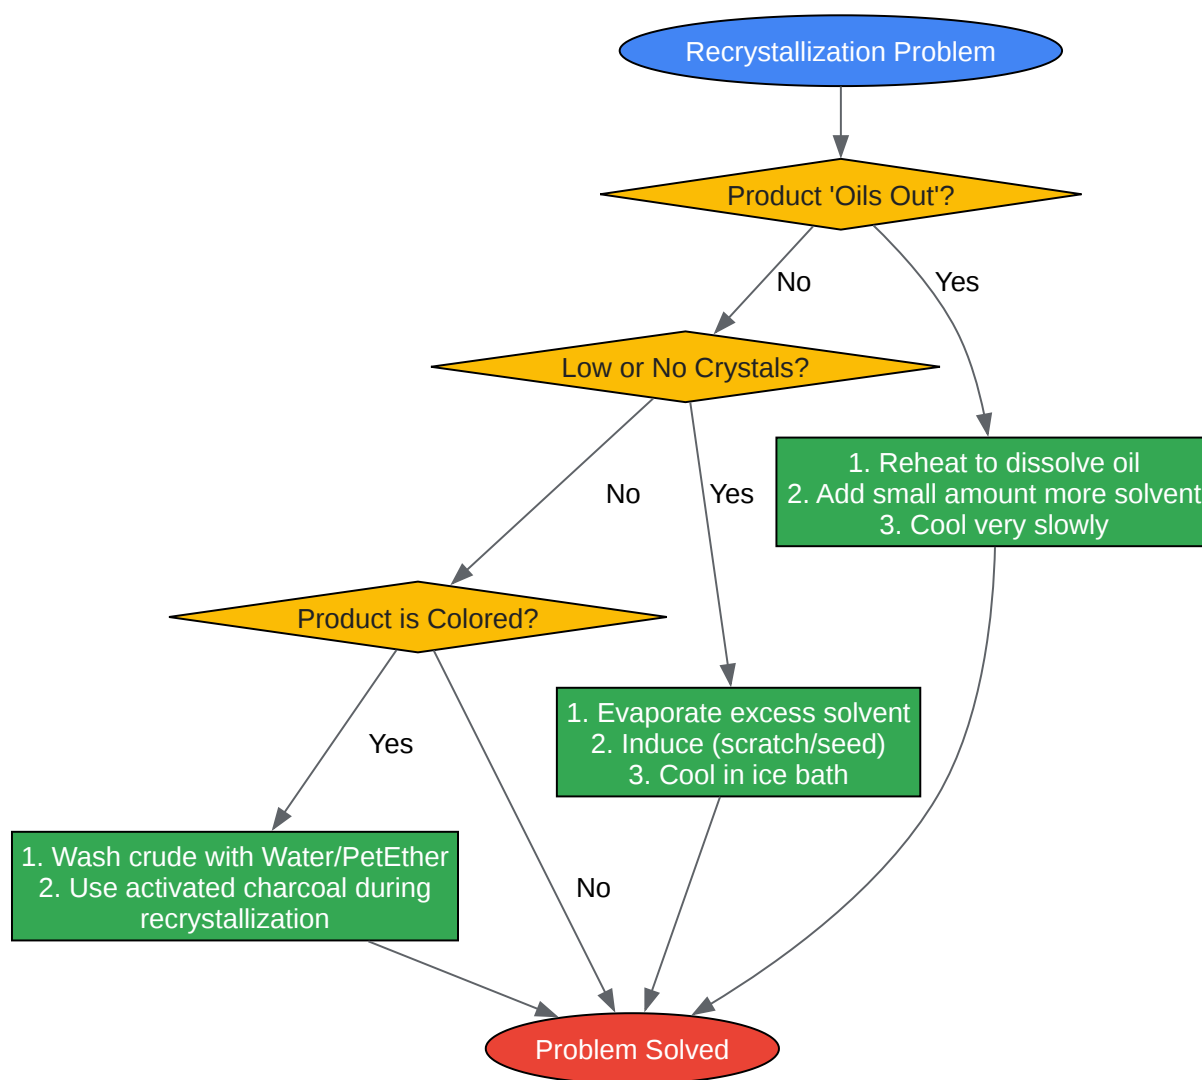 Recrystallization Problem
Product 'Oils Out'?
No
Yes
Low or No Crystals?
1. Reheat to dissolve oil
2. Add small amount more solvent
3. Cool very slowly
No
Yes
Product is Colored?
1. Evaporate excess solvent
2. Induce (scratch/seed)
3. Cool in ice bath
Yes
1. Wash crude with Water/PetEther
2. Use activated charcoal during
recrystallization
No
Problem Solved